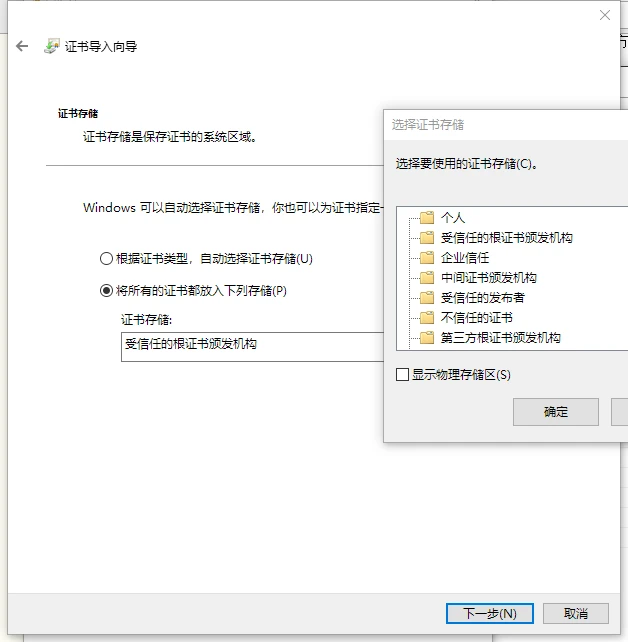 证书导入向导
证书存储
证书存储是保存证书的系统区域。
Windows 可以自动选择证书存储，你也可以为证书指定一
根据证书类型，自动选择证书存储(U)
将所有的证书都放入下列存储(P)
证书存储:
受信任的根证书颁发机构
选择证书存储
选择要使用的证书存储(C)。
个人
受信任的根证书颁发机构
企业信任
中间证书颁发机构
受信任的发布者
不信任的证书
第三方根证书颁发机构
显示物理存储区(S)
确定
下一步(N)
取消